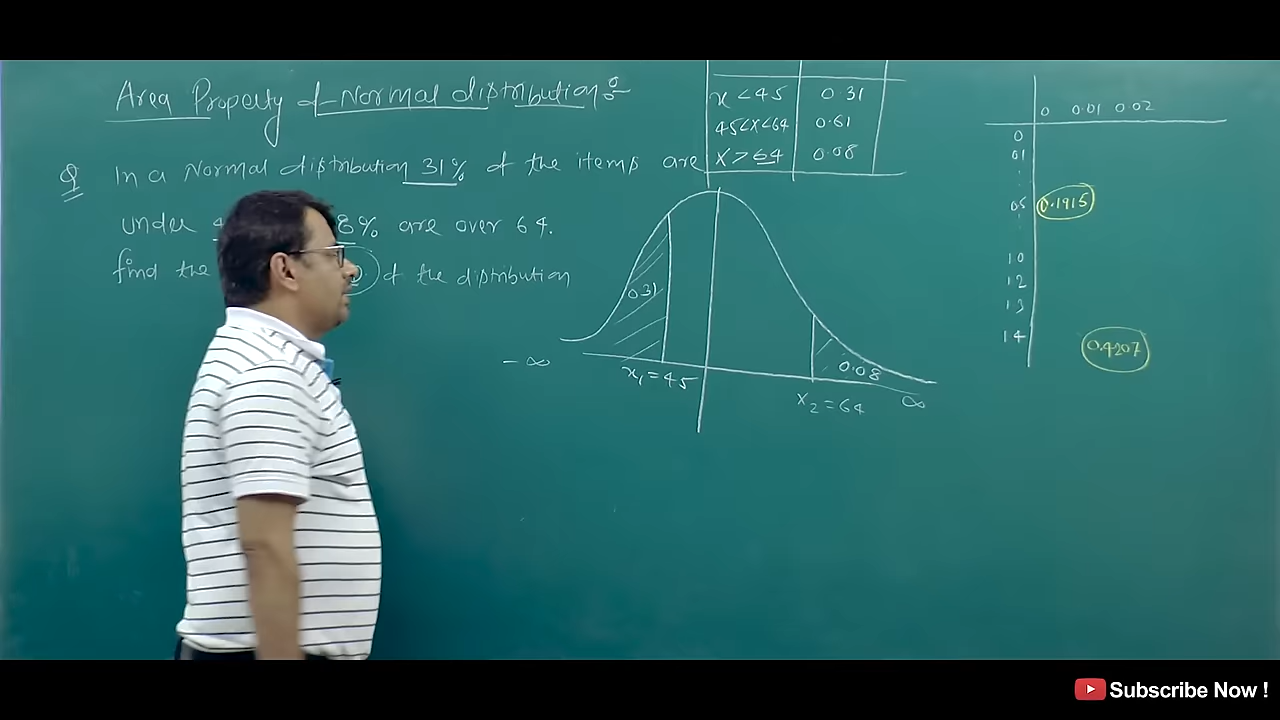 Area Property of Normal distribution:
Q In a Normal distribution 31% of the items are
under 8% are over 64.
find the of the distribution
x < 45 0.31
45<X<64 0.61
X > 64 0.08
0.31
0.08
-∞ x₁ = 45 X₂ = 64 ∞
0 0.01 0.02
0
01
05 0.1915
10
12
13
14 0.4207
Subscribe Now !